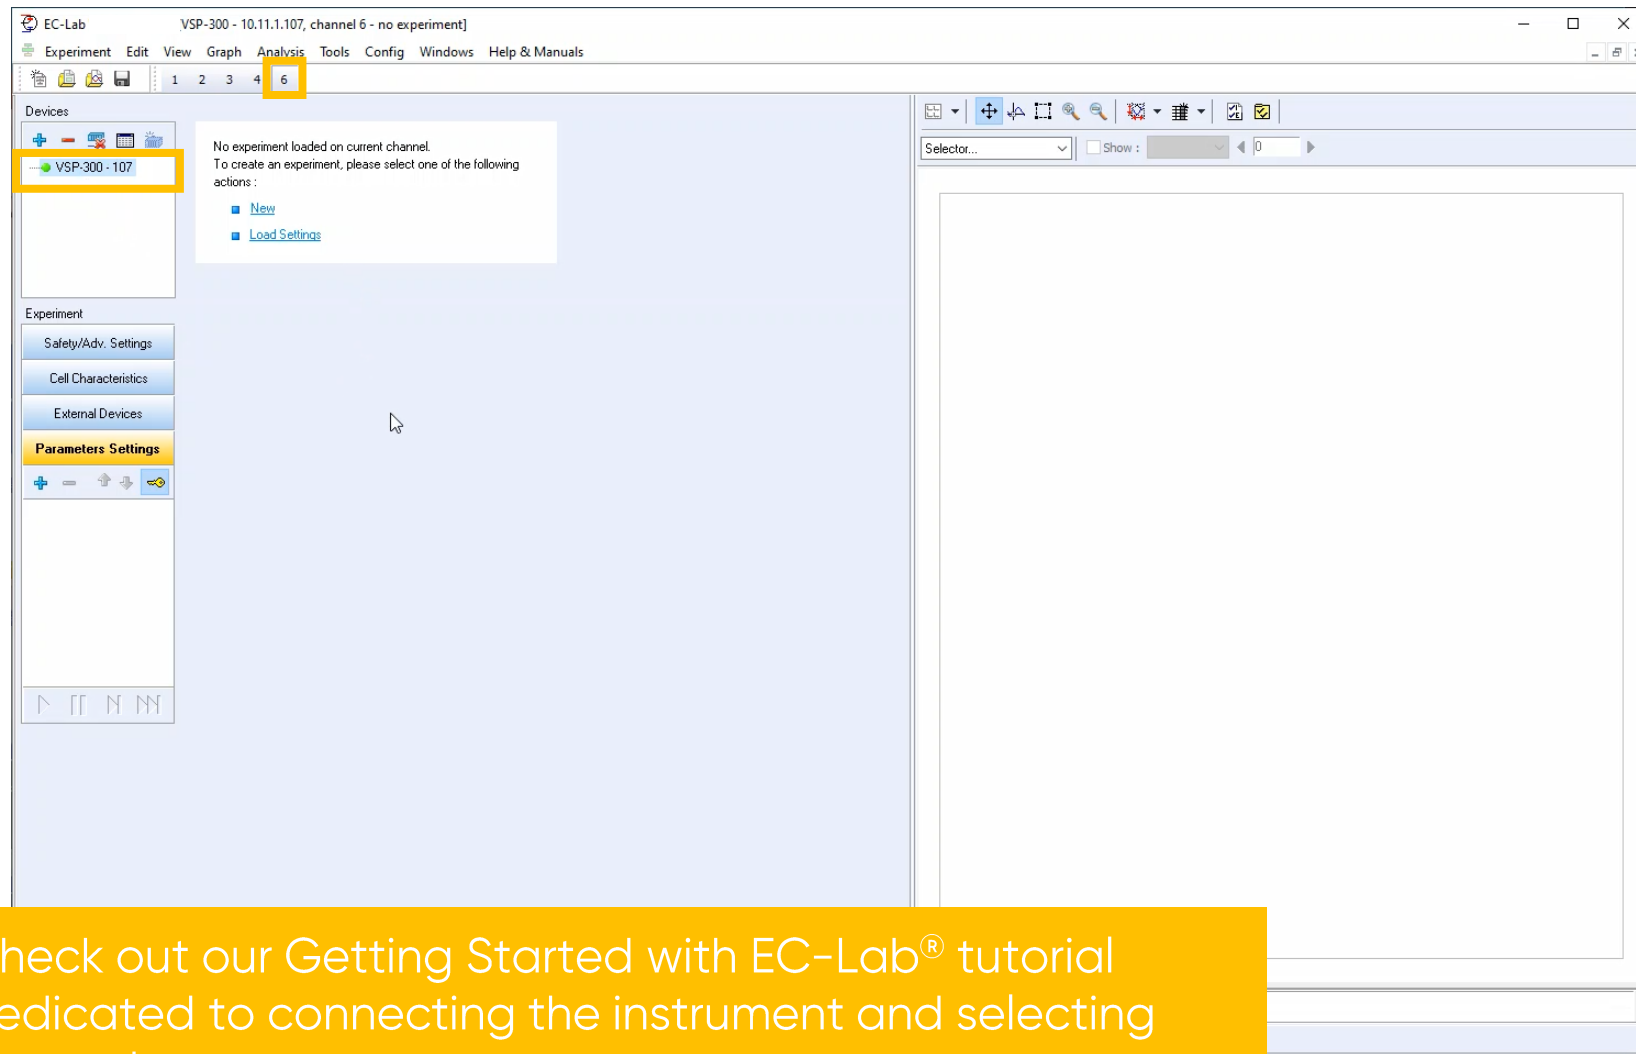 EC-Lab VSP-300 - 10.11.1.107, channel 6 - no experiment]
Experiment Edit View Graph Analysis Tools Config Windows Help & Manuals
1 2 3 4 6
Devices
VSP-300 - 107
No experiment loaded on current channel.
To create an experiment, please select one of the following
actions :
New
Load Settings
Selector... Show : 0
Experiment
Safety/Adv. Settings
Cell Characteristics
External Devices
Parameters Settings
heck out our Getting Started with EC-Lab® tutorial
edicated to connecting the instrument and selecting